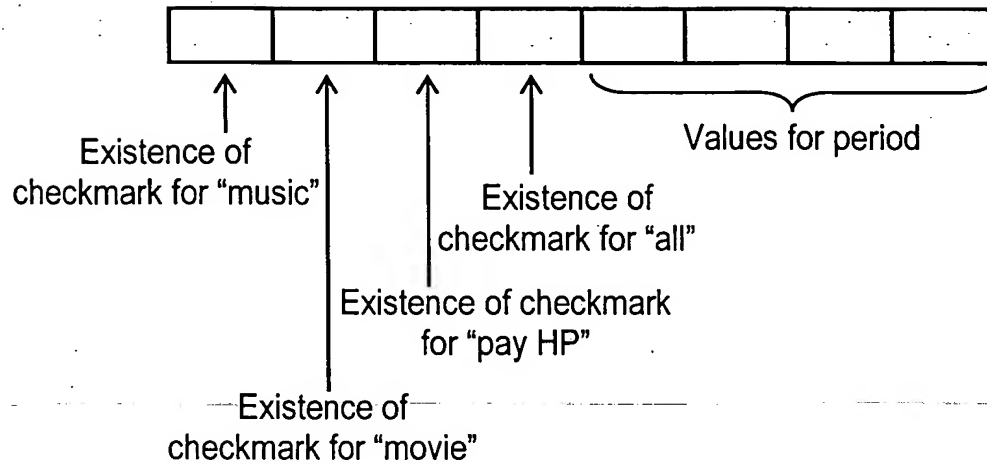 Values for period
Existence of
checkmark for “music”
Existence of
checkmark for “all”
Existence of checkmark
for “pay HP”
Existence of
checkmark for “movie”